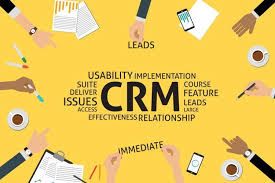 LEADS
USABILITY IMPLEMENTATION
SUITE
DELIVER
ISSUES
ACCESS
CRM
COURSE
FEATURE
LEADS
LARGE
EFFECTIVENESS RELATIONSHIP
IMMEDIATE